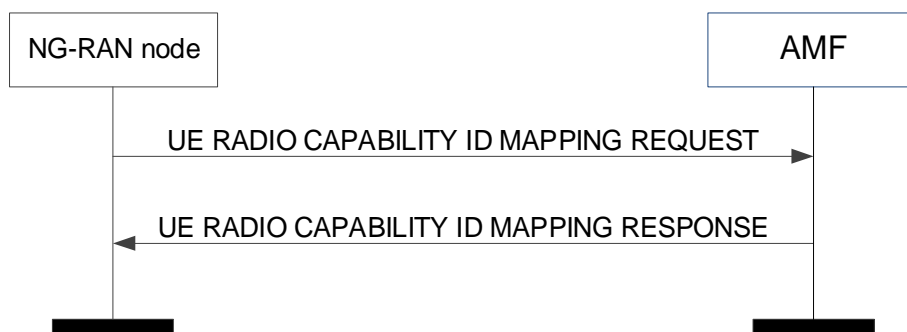 NG-RAN node
AMF
UE RADIO CAPABILITY ID MAPPING REQUEST
UE RADIO CAPABILITY ID MAPPING RESPONSE